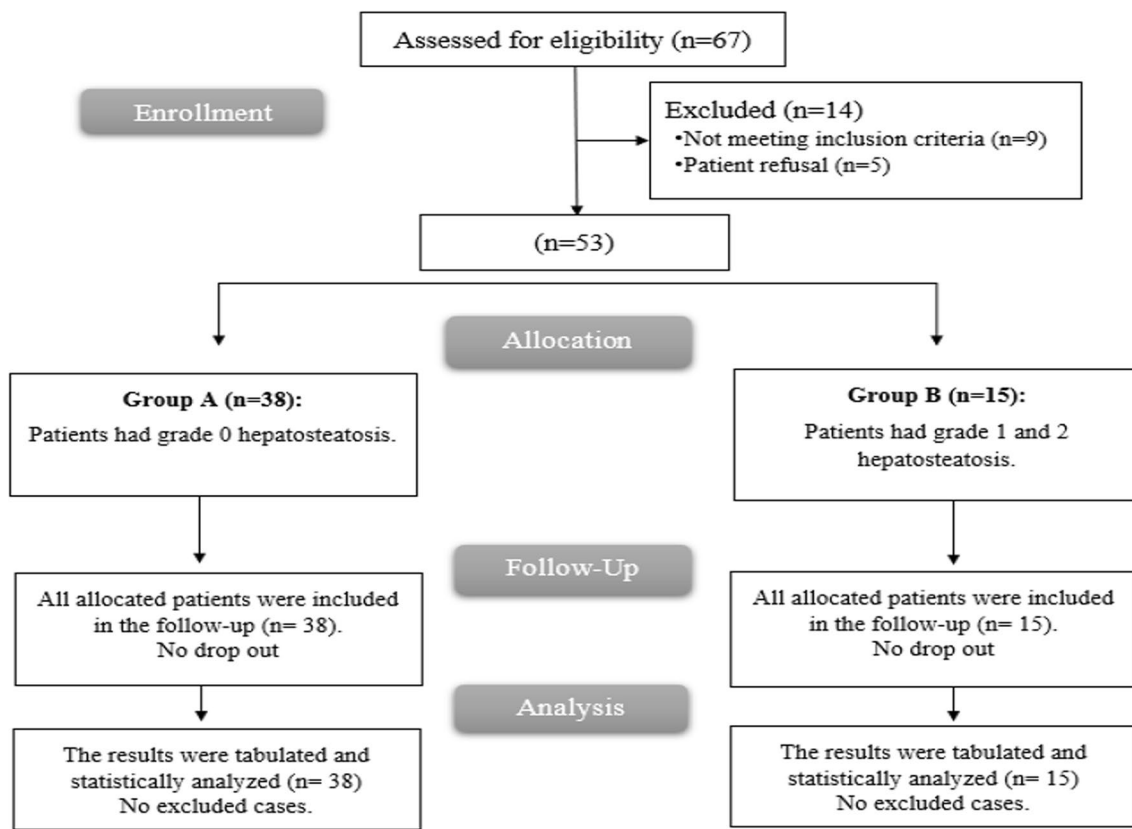 Assessed for eligibility (n=67)
Enrollment
Excluded (n=14)
•Not meeting inclusion criteria (n=9)
•Patient refusal (n=5)
(n=53)
Allocation
Group A (n=38):
Patients had grade 0 hepatosteatosis.
Group B (n=15):
Patients had grade 1 and 2
hepatosteatosis.
Follow-Up
All allocated patients were included
in the follow-up (n= 38).
No drop out
All allocated patients were included
in the follow-up (n= 15).
No drop out
Analysis
The results were tabulated and
statistically analyzed (n= 38)
No excluded cases.
The results were tabulated and
statistically analyzed (n= 15)
No excluded cases.